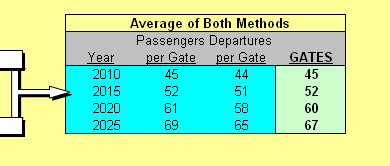 Average of Both Methods
Passengers Departures
Year per Gate per Gate GATES
2010 45 44 45
2015 52 51 52
2020 61 58 60
2025 69 65 67